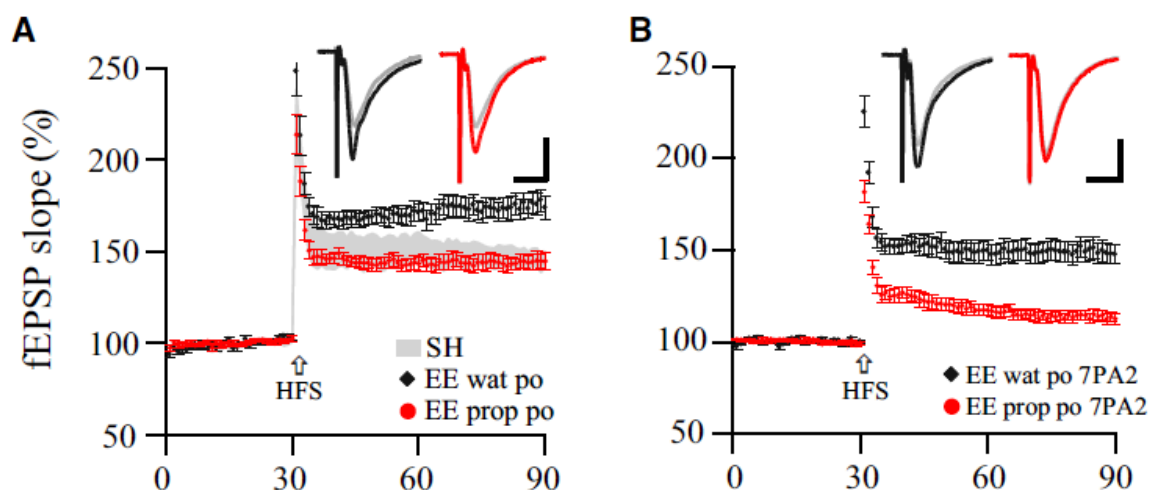 A
fEPSP slope (%)
250
200
150
100
50
0
30
60
90
HFS
SH
EE wat po
EE prop po
B
250
200
150
100
50
0
30
60
90
HFS
EE wat po 7PA2
EE prop po 7PA2